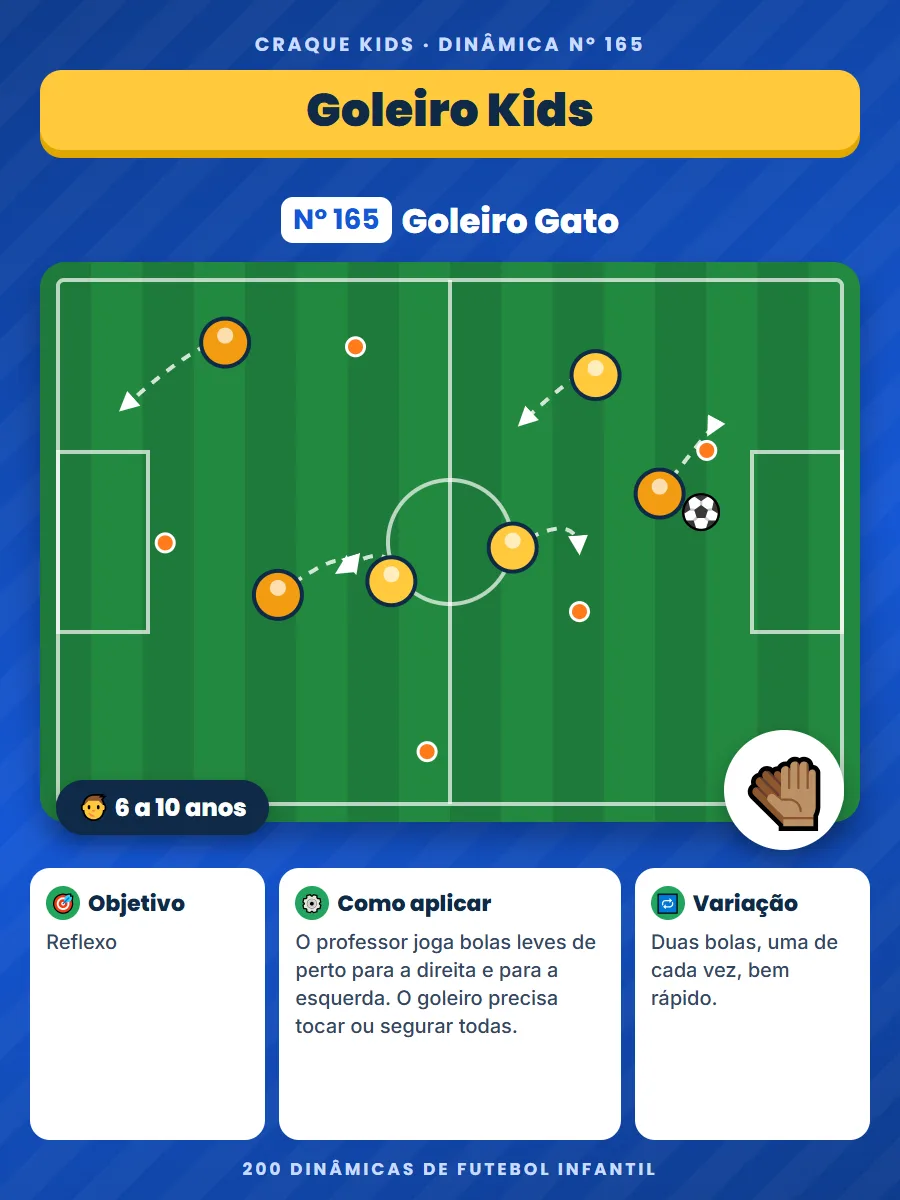 CRAQUE KIDS · DINÂMICA Nº 165
Goleiro Kids
Nº 165 Goleiro Gato
6 a 10 anos
Objetivo
Reflexo
Como aplicar
O professor joga bolas leves de
perto para a direita e para a
esquerda. O goleiro precisa
tocar ou segurar todas.
Variação
Duas bolas, uma de
cada vez, bem
rápido.
200 DINÂMICAS DE FUTEBOL INFANTIL